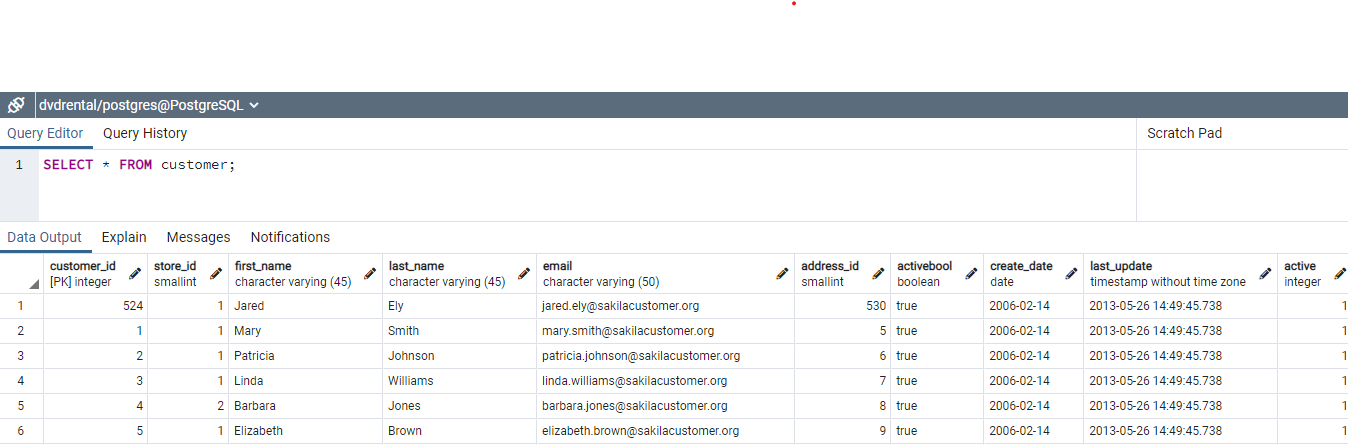 dvdrental/postgres@PostgreSQL
Query Editor Query History Scratch Pad
1 SELECT * FROM customer;
Data Output Explain Messages Notifications
customer_id store_id first_name last_name email address_id activebool create_date last_update active
[PK] integer smallint character varying (45) character varying (45) character varying (50) smallint boolean date timestamp without time zone integer
1 524 1 Jared Ely jared.ely@sakilacustomer.org 530 true 2006-02-14 2013-05-26 14:49:45.738 1
2 1 1 Mary Smith mary.smith@sakilacustomer.org 5 true 2006-02-14 2013-05-26 14:49:45.738 1
3 2 1 Patricia Johnson patricia.johnson@sakilacustomer.org 6 true 2006-02-14 2013-05-26 14:49:45.738 1
4 3 1 Linda Williams linda.williams@sakilacustomer.org 7 true 2006-02-14 2013-05-26 14:49:45.738 1
5 4 2 Barbara Jones barbara.jones@sakilacustomer.org 8 true 2006-02-14 2013-05-26 14:49:45.738 1
6 5 1 Elizabeth Brown elizabeth.brown@sakilacustomer.org 9 true 2006-02-14 2013-05-26 14:49:45.738 1